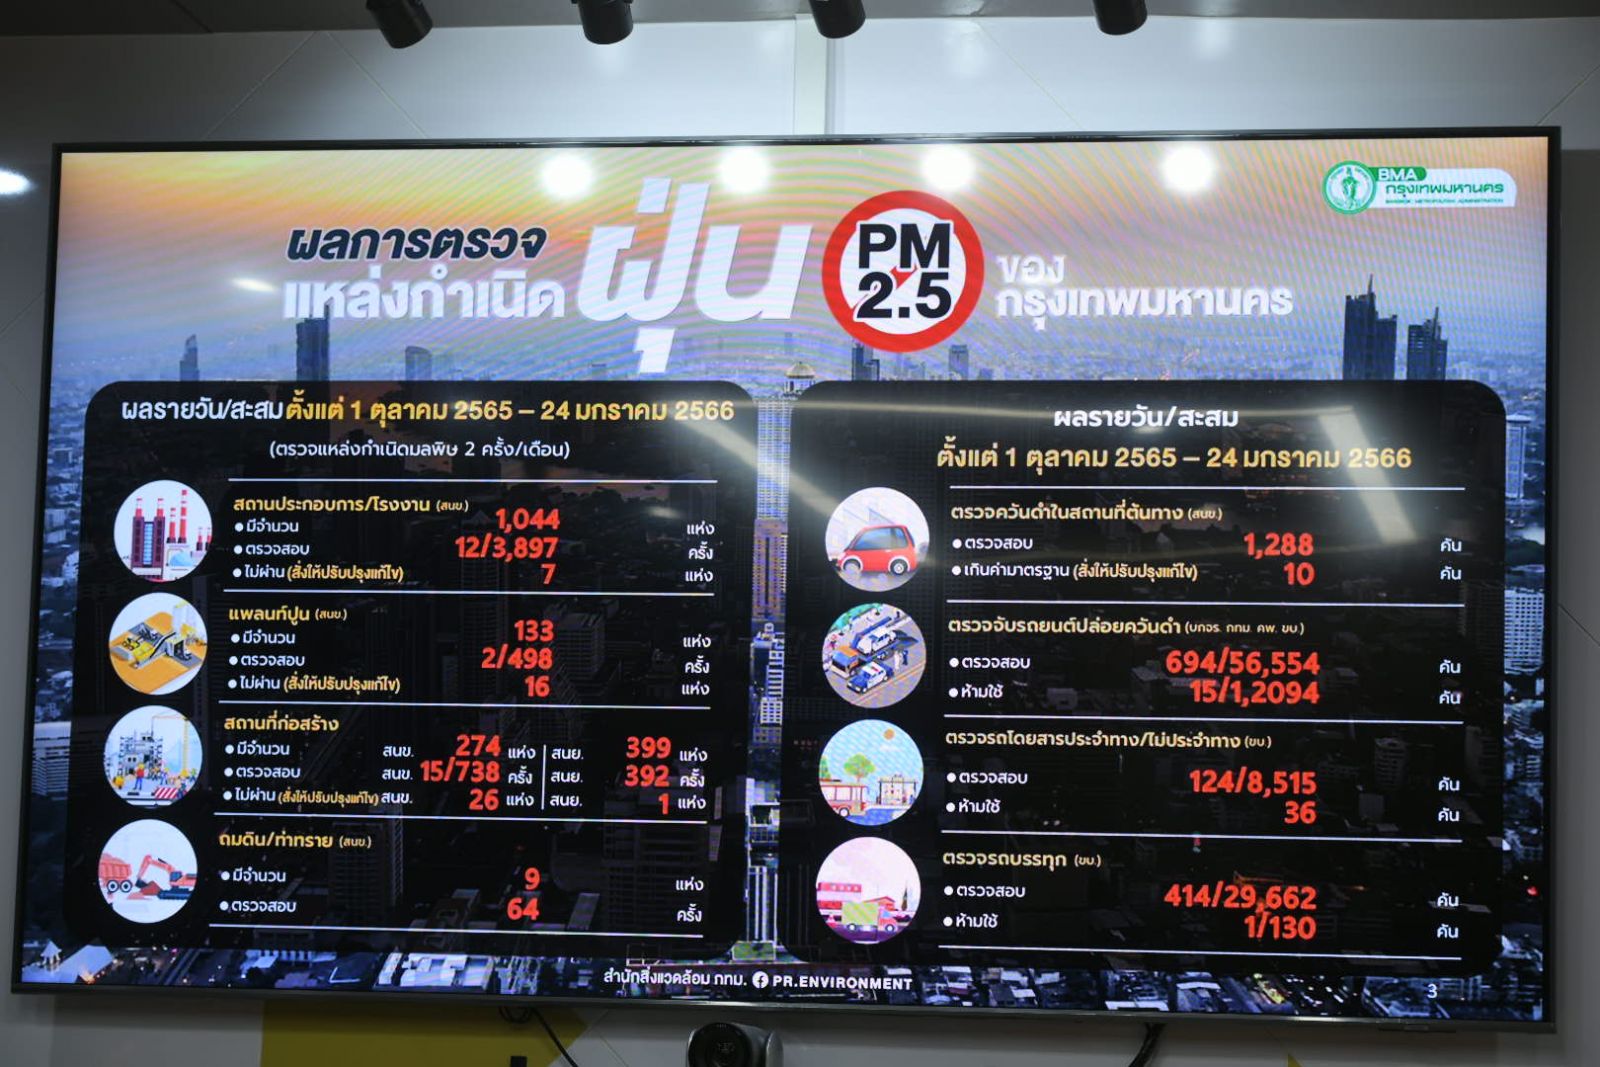 BMA
กรุงเทพมหานคร
BANGKOK METROPOLITAN ADMINISTRATION
ผลการตรวจ
แหล่งกำเนิด ฝุ่น PM 2.5 ของ
กรุงเทพมหานคร
ผลรายวัน/สะสม ตั้งแต่ 1 ตุลาคม 2565 – 24 มกราคม 2566
(ตรวจแหล่งกำเนิดมลพิษ 2 ครั้ง/เดือน)
สถานประกอบการ/โรงงาน (สนข.)
• มีจำนวน 1,044 แห่ง
• ตรวจสอบ 12/3,897 ครั้ง
• ไม่ผ่าน (สั่งให้ปรับปรุงแก้ไข) 7 แห่ง
แพลนท์ปูน (สนข.)
• มีจำนวน 133 แห่ง
• ตรวจสอบ 2/498 ครั้ง
• ไม่ผ่าน (สั่งให้ปรับปรุงแก้ไข) 16 แห่ง
สถานที่ก่อสร้าง
• มีจำนวน สนข. 274 แห่ง | สนย. 399 แห่ง
• ตรวจสอบ สนข. 15/738 ครั้ง | สนย. 392 ครั้ง
• ไม่ผ่าน (สั่งให้ปรับปรุงแก้ไข) สนข. 26 แห่ง | สนย. 1 แห่ง
ถมดิน/ท่าทราย (สนข.)
• มีจำนวน 9 แห่ง
• ตรวจสอบ 64 ครั้ง
ผลรายวัน/สะสม
ตั้งแต่ 1 ตุลาคม 2565 – 24 มกราคม 2566
ตรวจควันดำในสถานที่ต้นทาง (สนข.)
• ตรวจสอบ 1,288 คัน
• เกินค่ามาตรฐาน (สั่งให้ปรับปรุงแก้ไข) 10 คัน
ตรวจจับรถยนต์ปล่อยควันดำ (บกจร. กทม. คพ. ขบ.)
• ตรวจสอบ 694/56,554 คัน
• ห้ามใช้ 15/1,2094 คัน
ตรวจรถโดยสารประจำทาง/ไม่ประจำทาง (ขบ.)
• ตรวจสอบ 124/8,515 คัน
• ห้ามใช้ 36 คัน
ตรวจรถบรรทุก (ขบ.)
• ตรวจสอบ 414/29,662 คัน
• ห้ามใช้ 1/130 คัน
สำนักสิ่งแวดล้อม กทม. PR.ENVIRONMENT
3